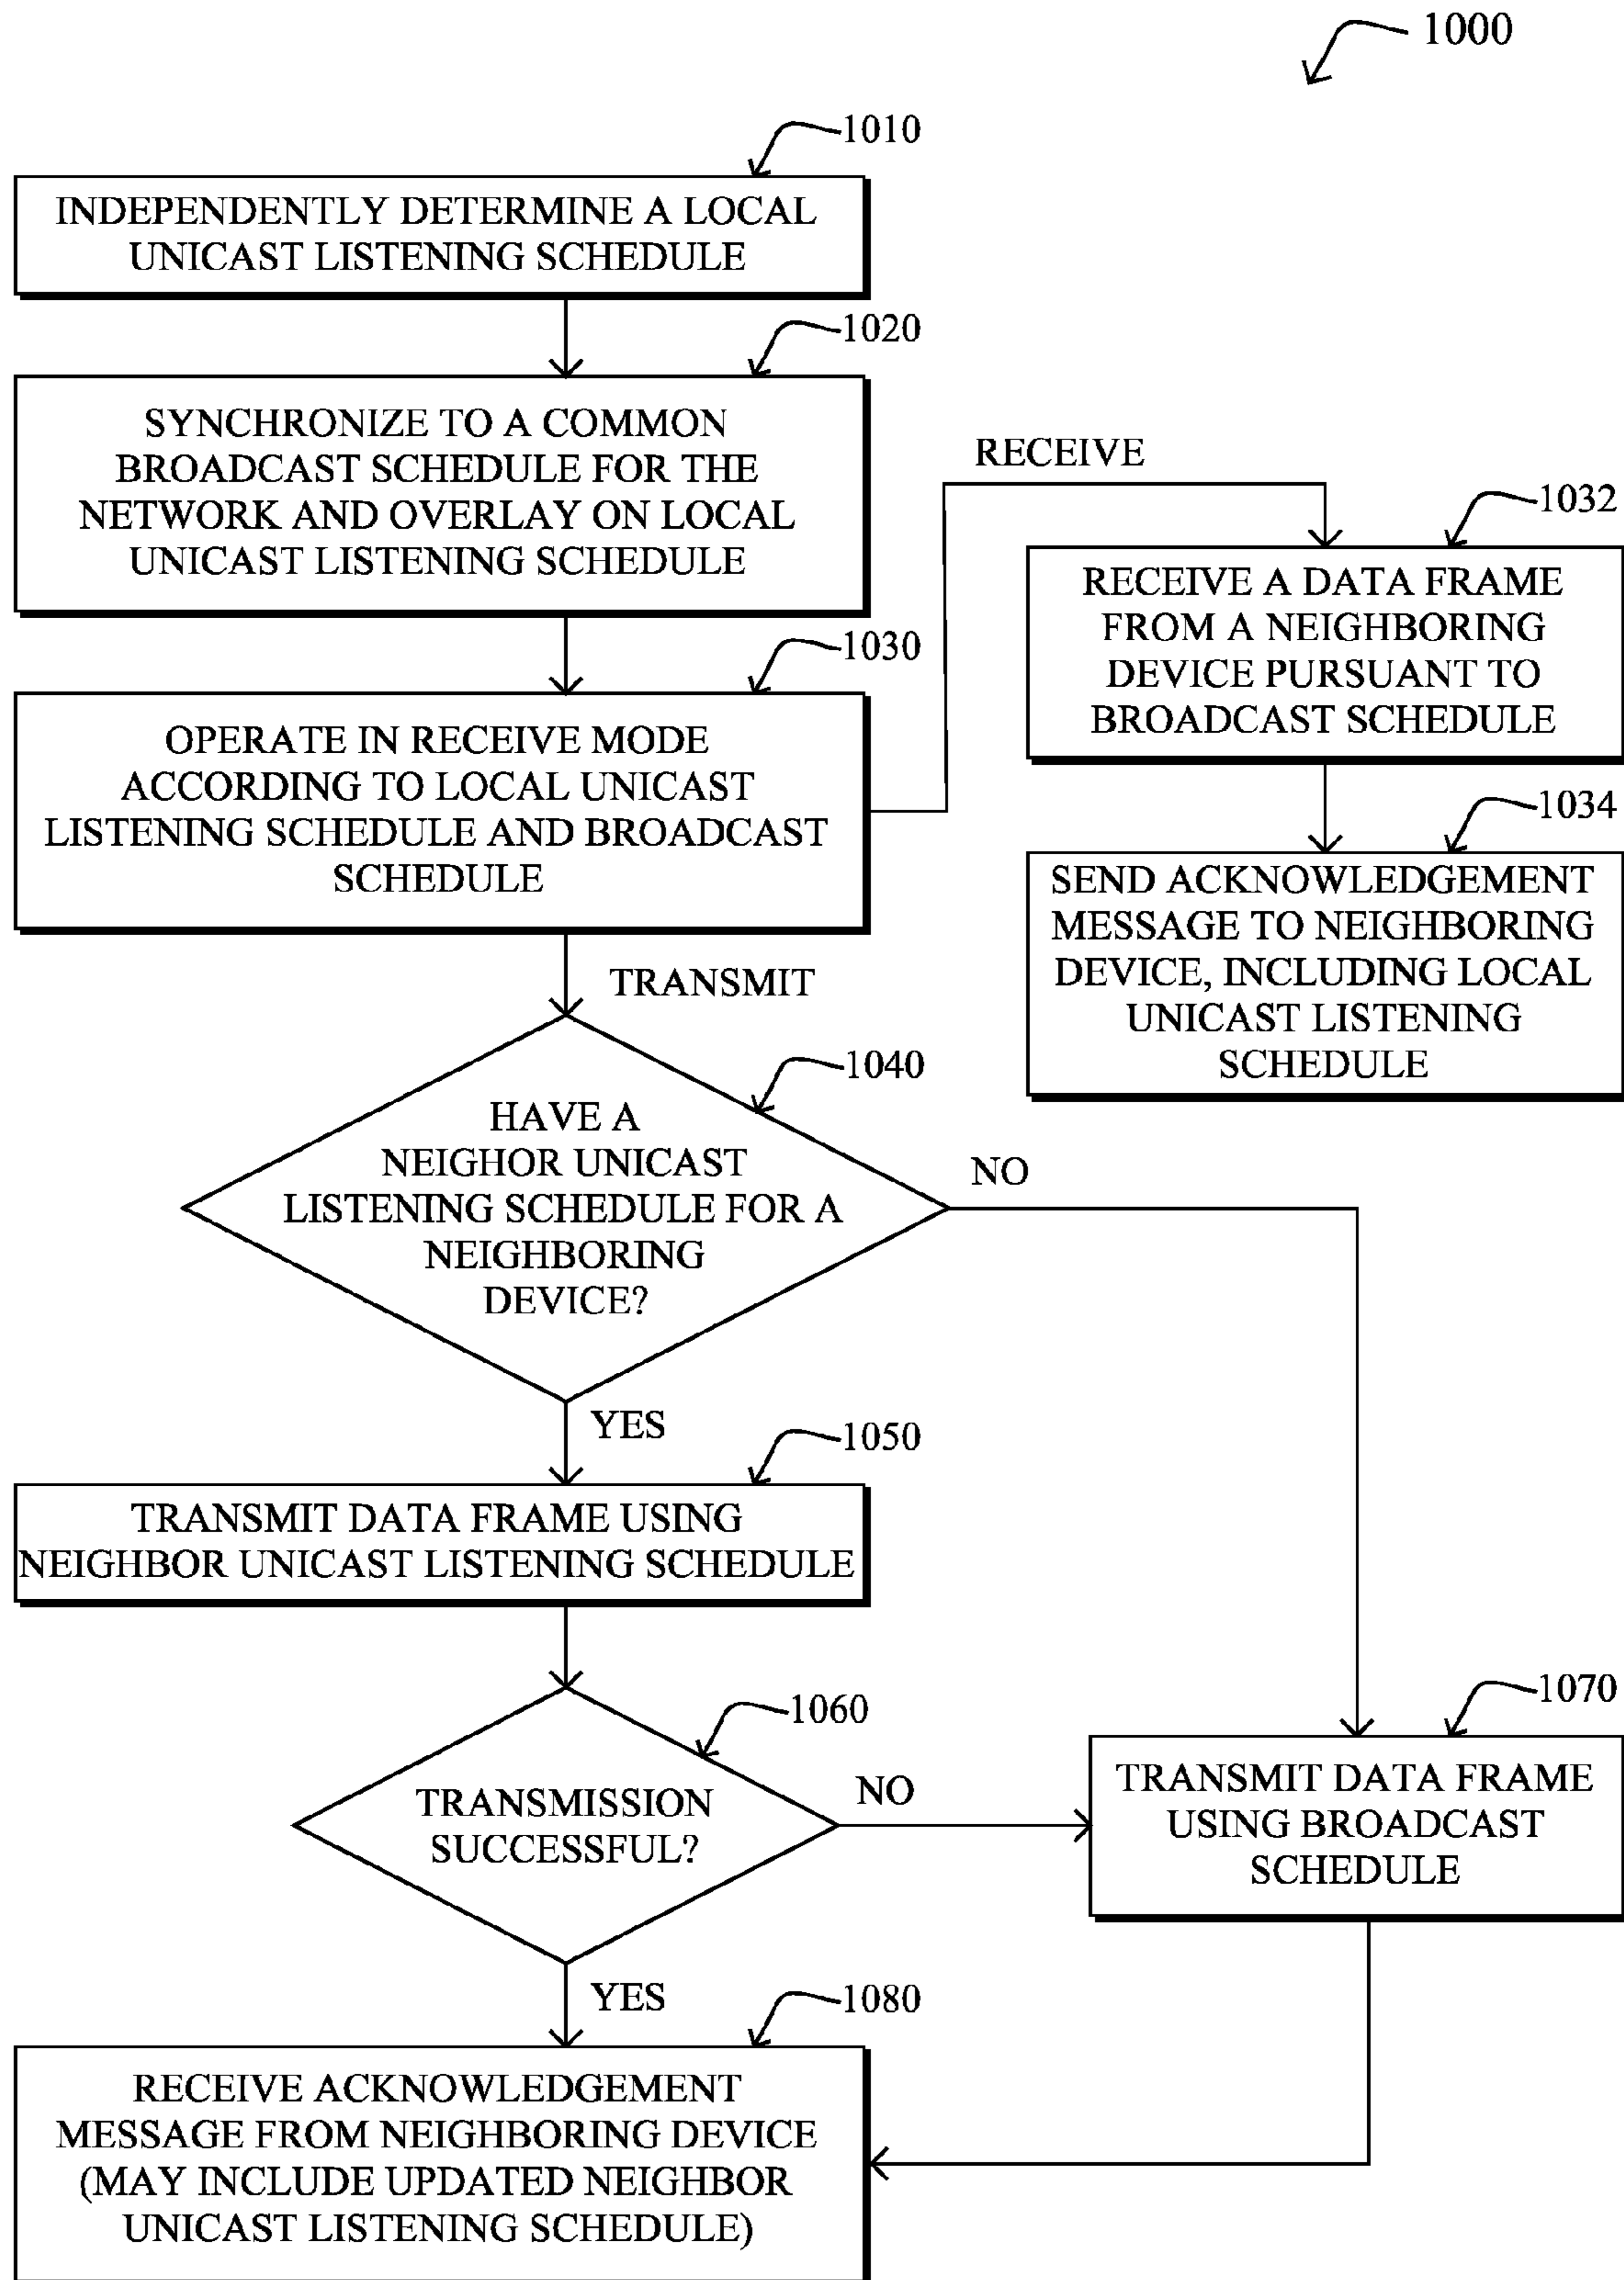 1000
1010
INDEPENDENTLY DETERMINE A LOCAL
UNICAST LISTENING SCHEDULE
1020
SYNCHRONIZE TO A COMMON
BROADCAST SCHEDULE FOR THE
NETWORK AND OVERLAY ON LOCAL
UNICAST LISTENING SCHEDULE
1030
OPERATE IN RECEIVE MODE
ACCORDING TO LOCAL UNICAST
LISTENING SCHEDULE AND BROADCAST
SCHEDULE
RECEIVE
1032
RECEIVE A DATA FRAME
FROM A NEIGHBORING
DEVICE PURSUANT TO
BROADCAST SCHEDULE
1034
SEND ACKNOWLEDGEMENT
MESSAGE TO NEIGHBORING
DEVICE, INCLUDING LOCAL
UNICAST LISTENING
SCHEDULE
TRANSMIT
1040
HAVE A
NEIGHOR UNICAST
LISTENING SCHEDULE FOR A
NEIGHBORING
DEVICE?
NO
YES
1050
TRANSMIT DATA FRAME USING
NEIGHBOR UNICAST LISTENING SCHEDULE
1060
TRANSMISSION
SUCCESSFUL?
NO
1070
TRANSMIT DATA FRAME
USING BROADCAST
SCHEDULE
YES
1080
RECEIVE ACKNOWLEDGEMENT
MESSAGE FROM NEIGHBORING DEVICE
(MAY INCLUDE UPDATED NEIGHBOR
UNICAST LISTENING SCHEDULE)